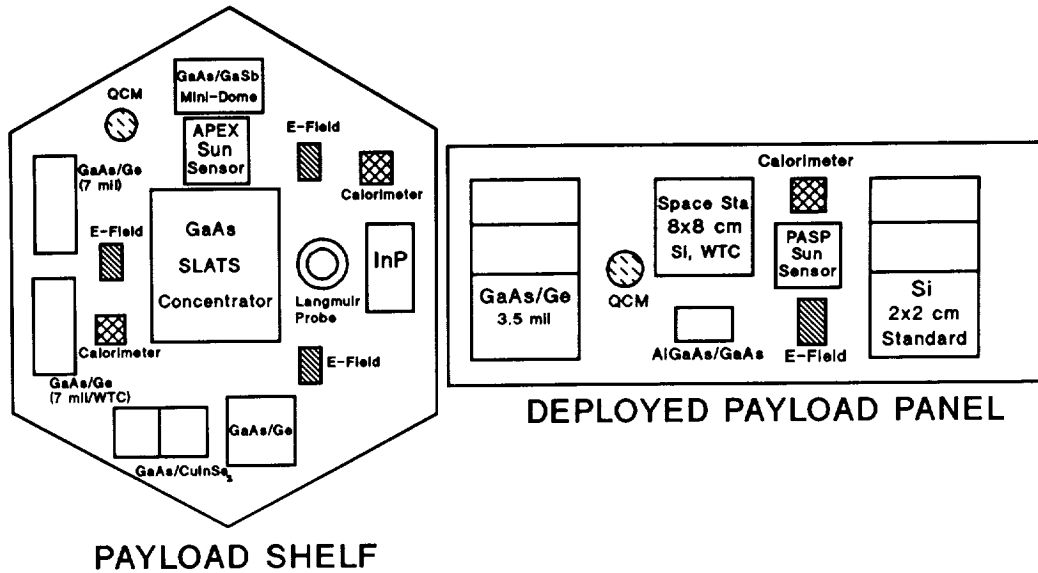 GaAs/GaSb
Mini-Dome
QCM
APEX
Sun
Sensor
E-Field
Calorimeter
GaAs/Ge
(7 mil)
E-Field
GaAs
SLATS
Concentrator
Langmuir
Probe
InP
Calorimeter
E-Field
GaAs/Ge
(7 mil/WTC)
GaAs/CuInSe₂
GaAs/Ge
PAYLOAD SHELF
Calorimeter
GaAs/Ge
3.5 mil
QCM
Space Sta
8x8 cm
Si, WTC
AlGaAs/GaAs
PASP
Sun
Sensor
E-Field
Si
2x2 cm
Standard
DEPLOYED PAYLOAD PANEL